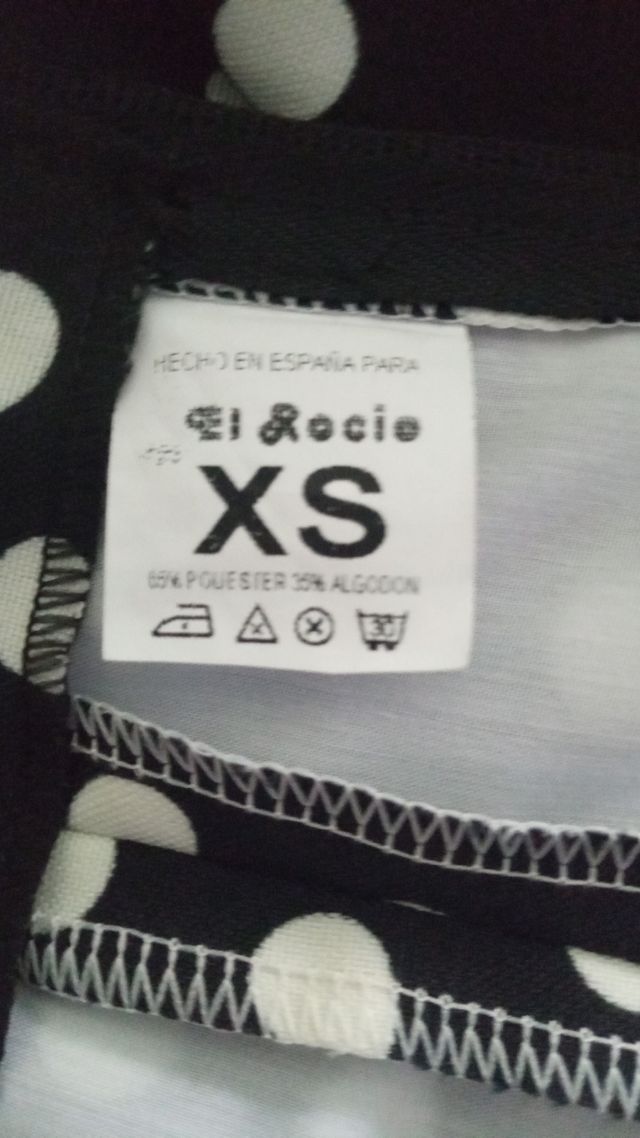 HECHO EN ESPAÑA PARA
El Rocio
XS
65% POLIESTER 35% ALGODON
30